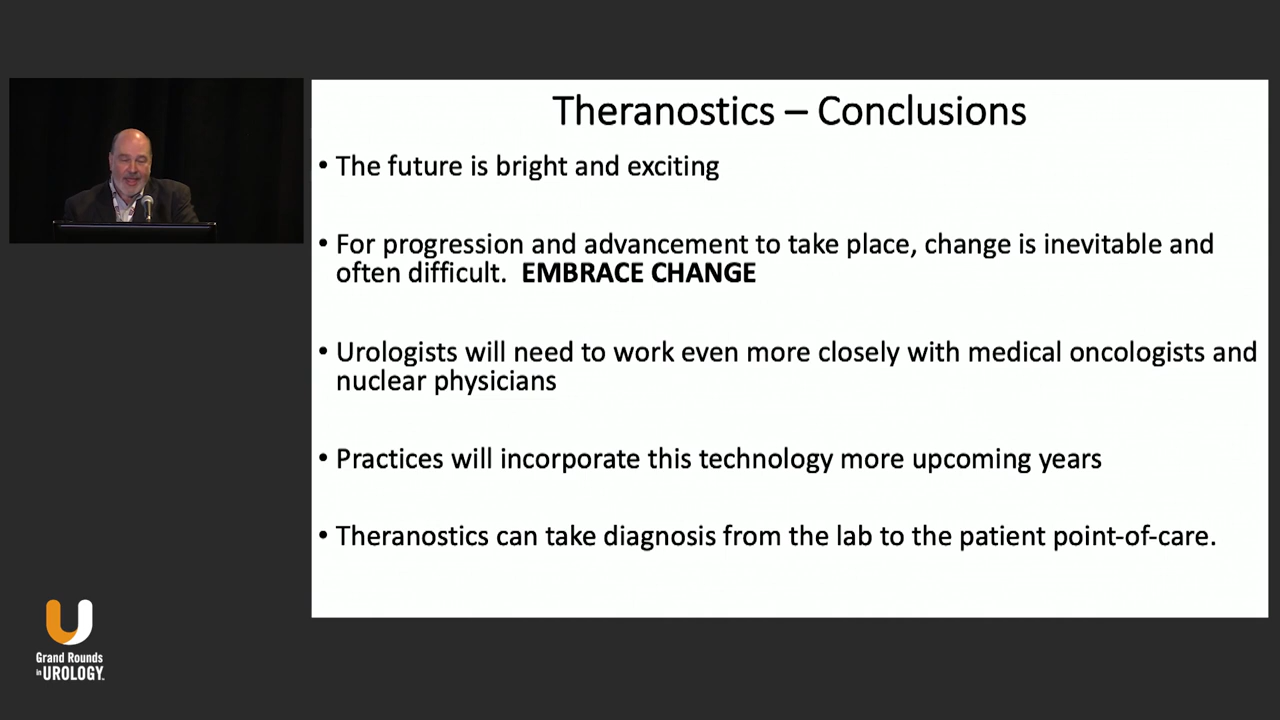 Theranostics – Conclusions
• The future is bright and exciting
• For progression and advancement to take place, change is inevitable and
often difficult.  EMBRACE CHANGE
• Urologists will need to work even more closely with medical oncologists and
nuclear physicians
• Practices will incorporate this technology more upcoming years
• Theranostics can take diagnosis from the lab to the patient point-of-care.
U
Grand Rounds
in UROLOGY